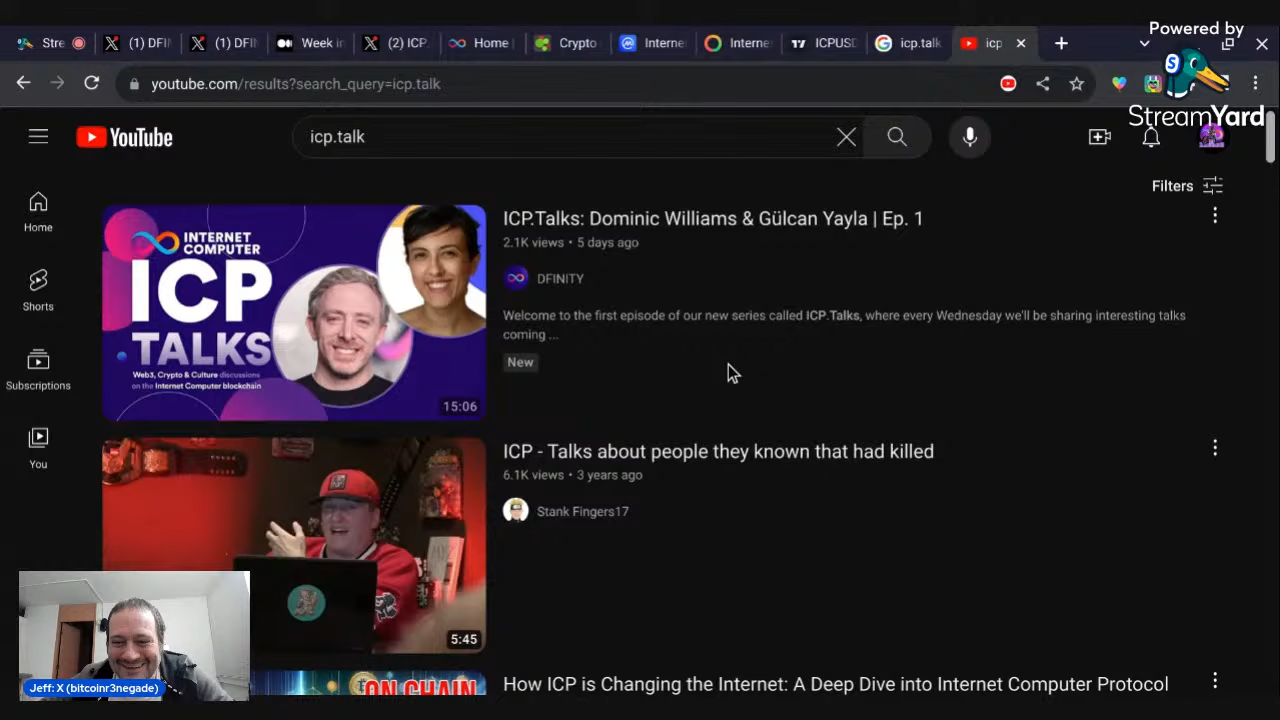 Powered by
StreamYard
Stre
(1) DFI
(1) DFI
Week in
(2) ICP
Home
Crypto
Interne
Interne
ICPUSD
icp.talk
icp
youtube.com/results?search_query=icp.talk
YouTube
icp.talk
Filters
Home
Shorts
Subscriptions
You
INTERNET
COMPUTER
ICP
TALKS
Web3, Crypto & Culture discussions
on the Internet Computer blockchain
15:06
ICP.Talks: Dominic Williams & Gülcan Yayla | Ep. 1
2.1K views • 5 days ago
DFINITY
Welcome to the first episode of our new series called ICP.Talks, where every Wednesday we'll be sharing interesting talks
coming ...
New
5:45
ICP - Talks about people they known that had killed
6.1K views • 3 years ago
Stank Fingers17
ON CHAIN
How ICP is Changing the Internet: A Deep Dive into Internet Computer Protocol
Jeff: X (bitcoinr3negade)